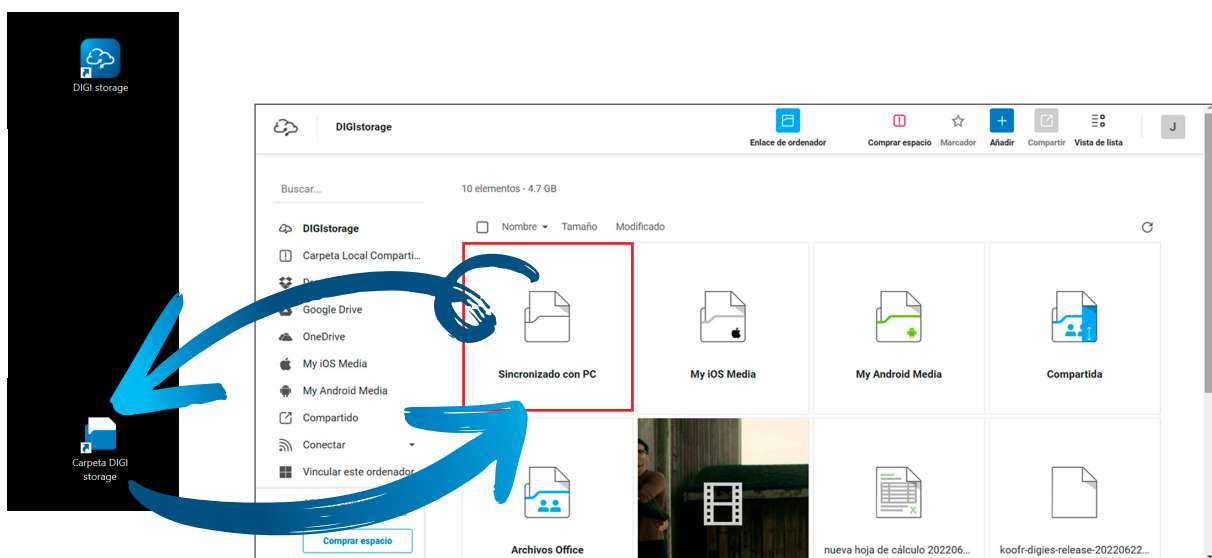 DIGI storage
DIGIstorage
Enlace de ordenador
Comprar espacio
Marcador
Añadir
Compartir
Vista de lista
J
Buscar...
10 elementos - 4.7 GB
Nombre
Tamaño
Modificado
DIGIstorage
Carpeta Local Comparti...
Google Drive
OneDrive
My iOS Media
My Android Media
Compartido
Conectar
Vincular este ordenador
Comprar espacio
Sincronizado con PC
My iOS Media
My Android Media
Compartida
Archivos Office
X
nueva hoja de cálculo 202206...
koofr-digies-release-20220622...
Carpeta DIGI
storage